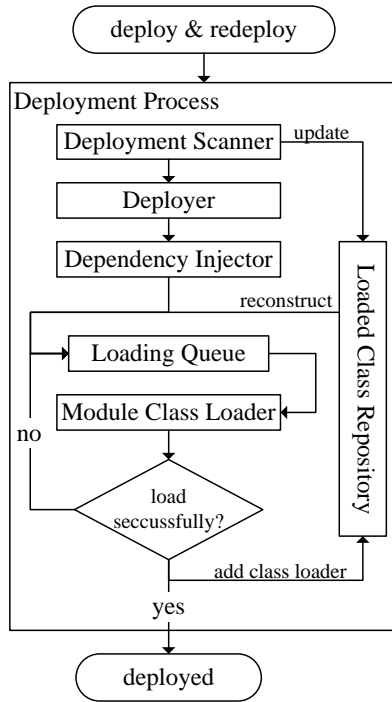 deploy & redeploy
Deployment Process
Deployment Scanner
update
Deployer
Dependency Injector
reconstruct
Loading Queue
Loaded Class Repository
Module Class Loader
no
load
seccussfully?
add class loader
yes
deployed